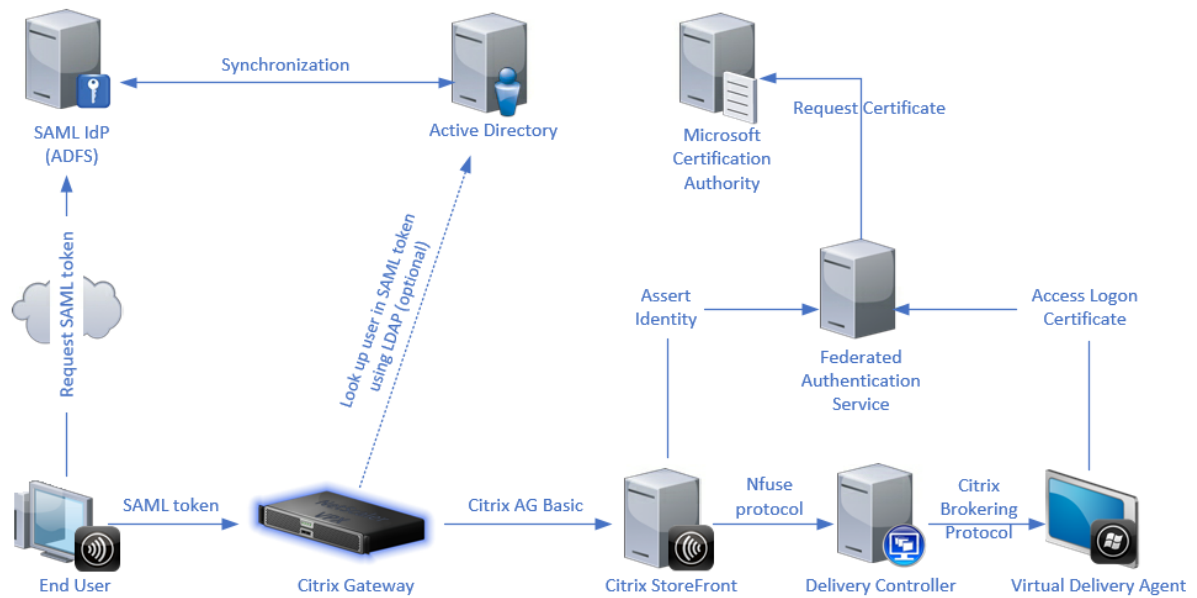 Synchronization
SAML IdP
(ADFS)
Active Directory
Request Certificate
Microsoft
Certification
Authority
Request SAML token
Look up user in SAML token
using LDAP (optional)
Assert
Identity
Access Logon
Certificate
Federated
Authentication
Service
SAML token
Citrix AG Basic
Nfuse
protocol
Citrix
Brokering
Protocol
End User
Citrix Gateway
Citrix StoreFront
Delivery Controller
Virtual Delivery Agent